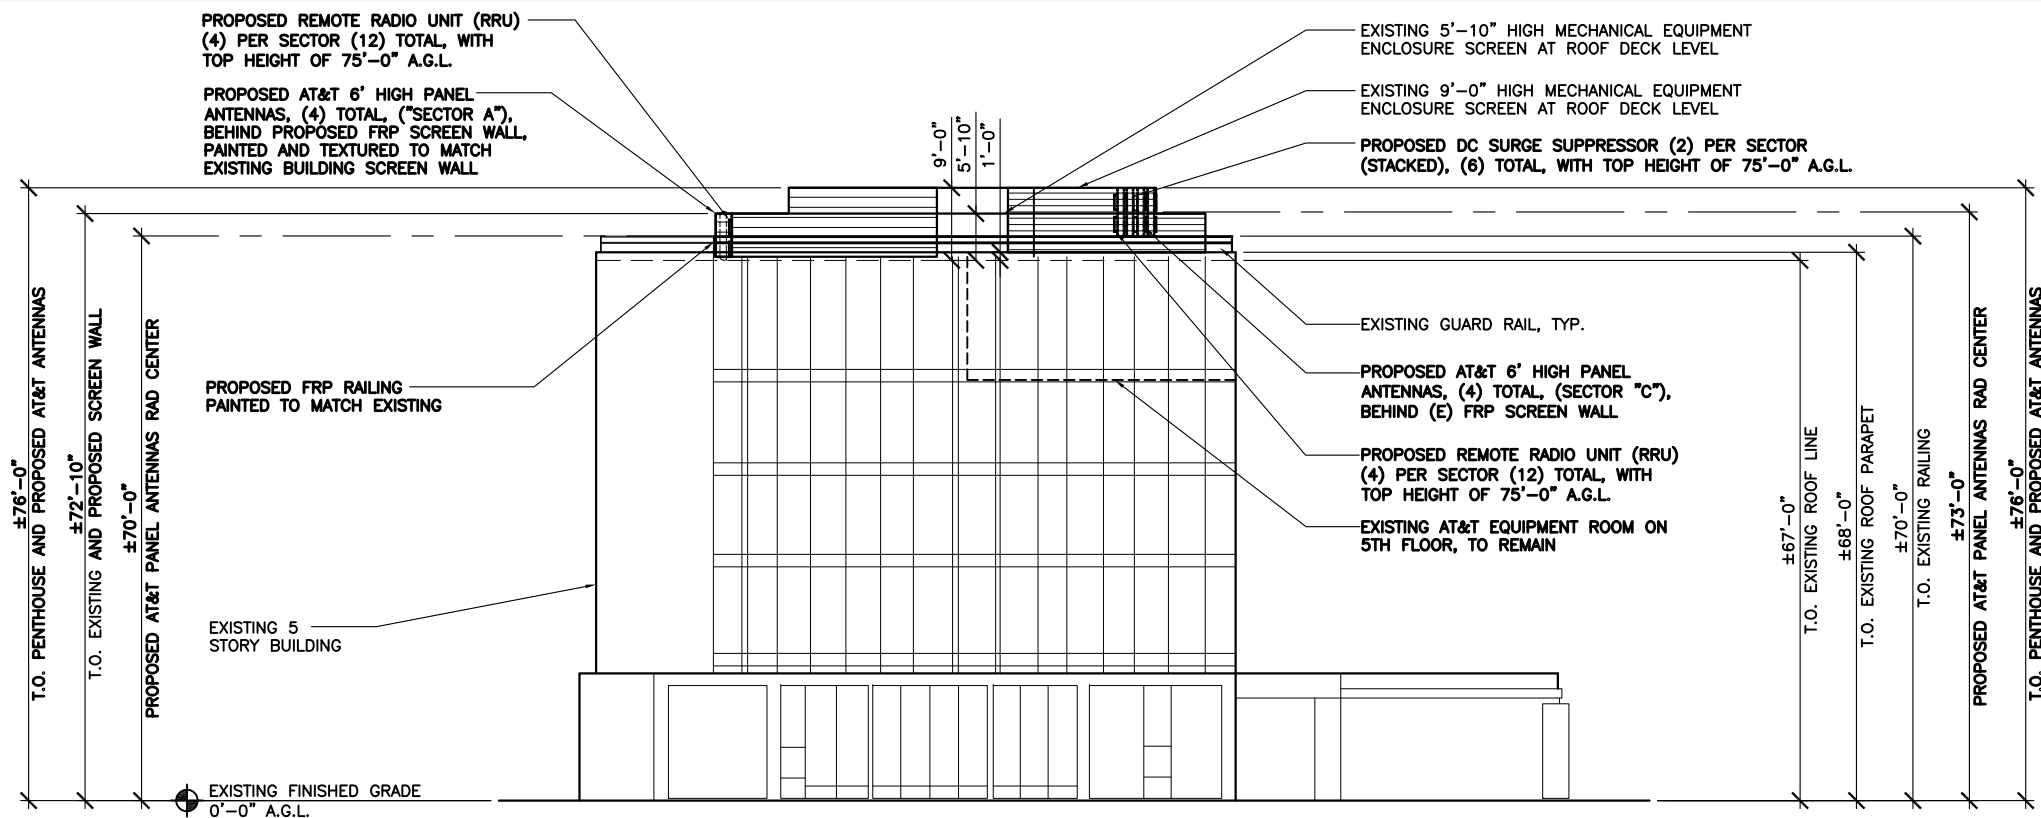 PROPOSED REMOTE RADIO UNIT (RRU)
(4) PER SECTOR (12) TOTAL, WITH
TOP HEIGHT OF 75'-0" A.G.L.
PROPOSED AT&T 6' HIGH PANEL
ANTENNAS, (4) TOTAL, ("SECTOR A"),
BEHIND PROPOSED FRP SCREEN WALL,
PAINTED AND TEXTURED TO MATCH
EXISTING BUILDING SCREEN WALL
EXISTING 5'-10" HIGH MECHANICAL EQUIPMENT
ENCLOSURE SCREEN AT ROOF DECK LEVEL
EXISTING 9'-0" HIGH MECHANICAL EQUIPMENT
ENCLOSURE SCREEN AT ROOF DECK LEVEL
PROPOSED DC SURGE SUPPRESSOR (2) PER SECTOR
(STACKED), (6) TOTAL, WITH TOP HEIGHT OF 75'-0" A.G.L.
9'-0"
5'-10"
1'-0"
±76'-0"
T.O. PENTHOUSE AND PROPOSED AT&T ANTENNAS
±72'-10"
T.O. EXISTING AND PROPOSED SCREEN WALL
±70'-0"
PROPOSED AT&T PANEL ANTENNAS RAD CENTER
PROPOSED FRP RAILING
PAINTED TO MATCH EXISTING
EXISTING 5
STORY BUILDING
EXISTING FINISHED GRADE
0'-0" A.G.L.
EXISTING GUARD RAIL, TYP.
PROPOSED AT&T 6' HIGH PANEL
ANTENNAS, (4) TOTAL, (SECTOR "C"),
BEHIND (E) FRP SCREEN WALL
PROPOSED REMOTE RADIO UNIT (RRU)
(4) PER SECTOR (12) TOTAL, WITH
TOP HEIGHT OF 75'-0" A.G.L.
EXISTING AT&T EQUIPMENT ROOM ON
5TH FLOOR, TO REMAIN
±67'-0"
T.O. EXISTING ROOF LINE
±68'-0"
T.O. EXISTING ROOF PARAPET
±70'-0"
T.O. EXISTING RAILING
±73'-0"
PROPOSED AT&T PANEL ANTENNAS RAD CENTER
±76'-0"
T.O. PENTHOUSE AND PROPOSED AT&T ANTENNAS